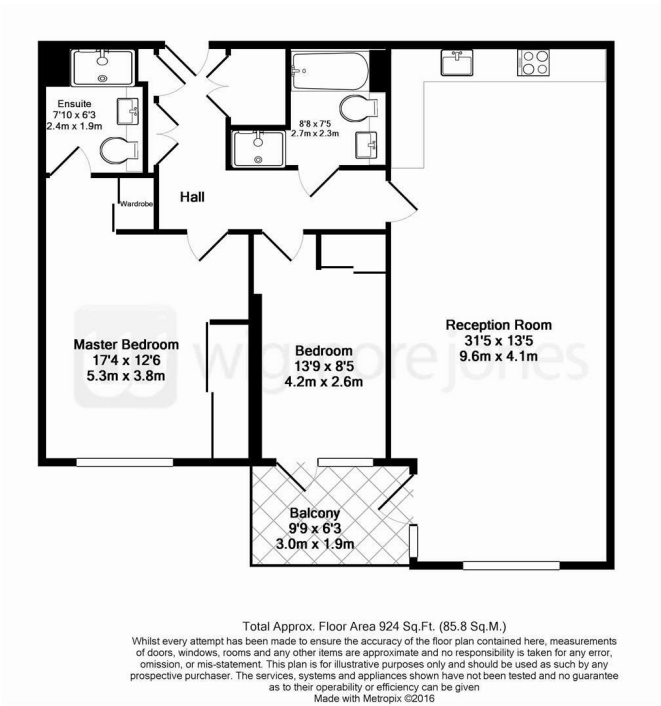 Ensuite
7'10 x 6'3
2.4m x 1.9m
8'8 x 7'5
2.7m x 2.3m
Hall
Wardrobe
Master Bedroom
17'4 x 12'6
5.3m x 3.8m
Bedroom
13'9 x 8'5
4.2m x 2.6m
Reception Room
31'5 x 13'5
9.6m x 4.1m
wigmore jones
Balcony
9'9 x 6'3
3.0m x 1.9m
Total Approx. Floor Area 924 Sq.Ft. (85.8 Sq.M.)
Whilst every attempt has been made to ensure the accuracy of the floor plan contained here, measurements
of doors, windows, rooms and any other items are approximate and no responsibility is taken for any error,
omission, or mis-statement. This plan is for illustrative purposes only and should be used as such by any
prospective purchaser. The services, systems and appliances shown have not been tested and no guarantee
as to their operability or efficiency can be given
Made with Metropix ©2016